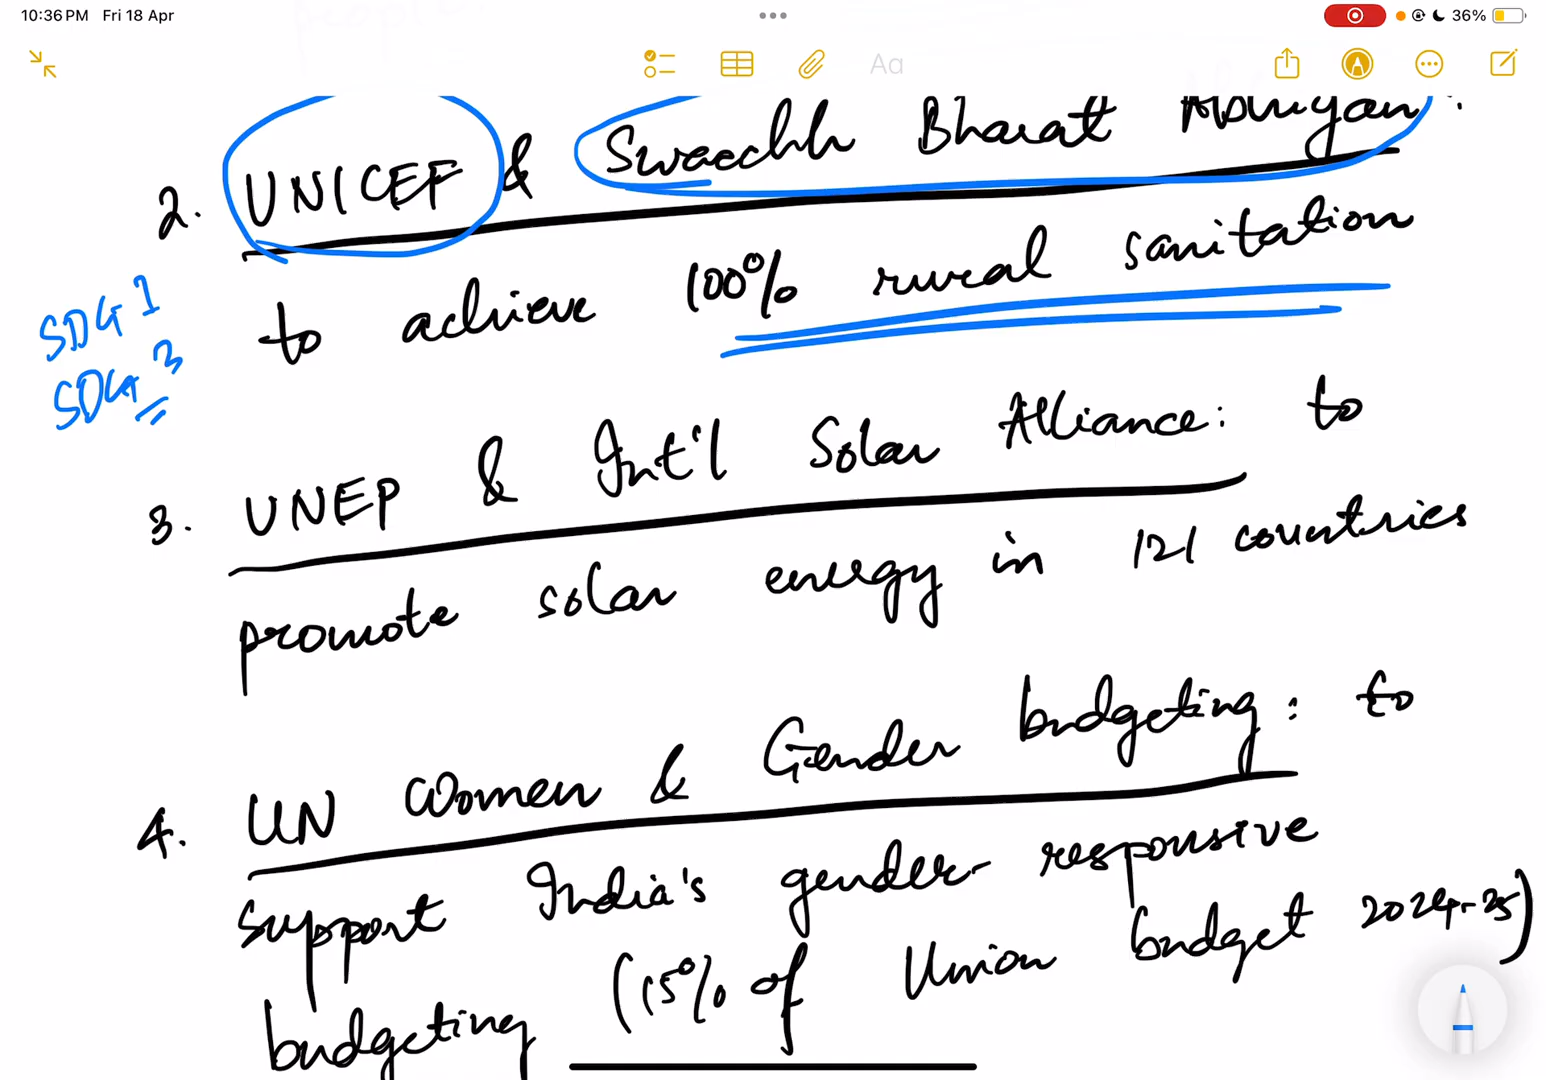 10:36 PM Fri 18 Apr
36%
Aa
2. UNICEF & Swacchh Bharat Abhiyan:
to achieve 100% rural sanitation
SDG 1
SDG 3
3. UNEP & Int'l Solar Alliance: to
promote solar energy in 121 countries
4. UN Women & Gender budgeting: to
support India's gender-responsive
budgeting (15% of Union budget 2024-25)